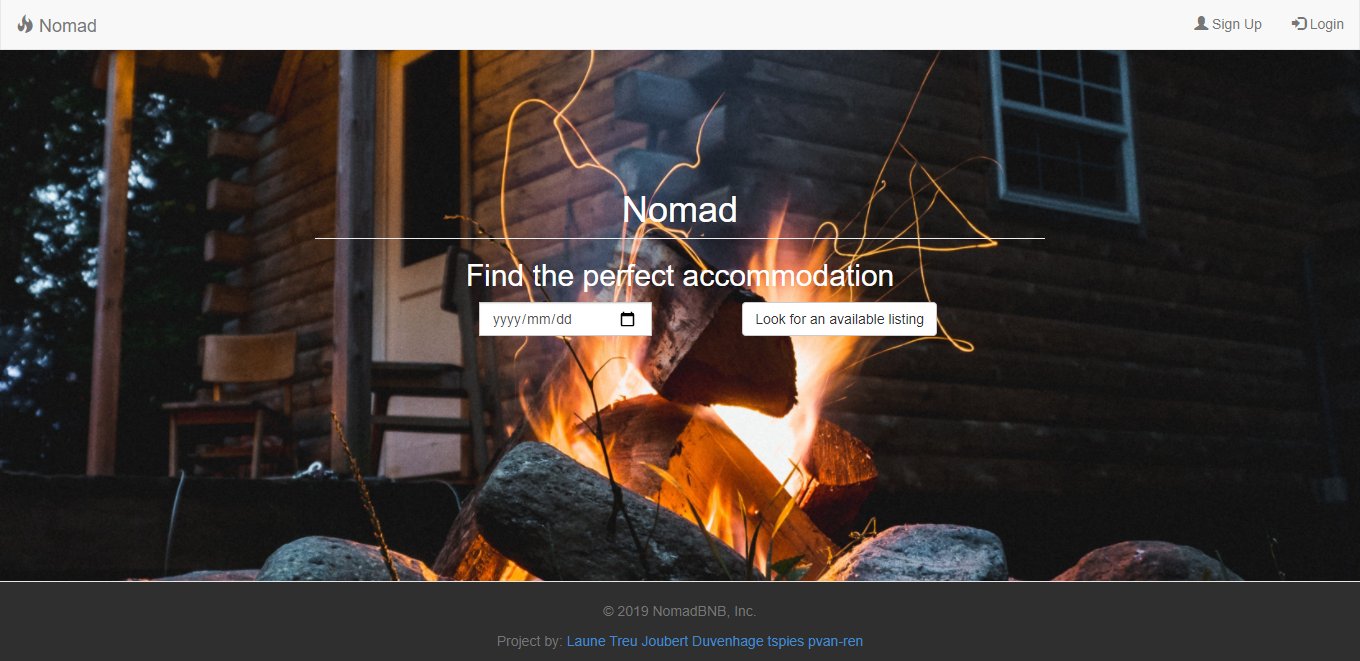 Nomad
Sign Up
Login
Nomad
Find the perfect accommodation
yyyy/mm/dd
Look for an available listing
© 2019 NomadBNB, Inc.
Project by: Laune Treu Joubert Duvenhage tspies pvan-ren